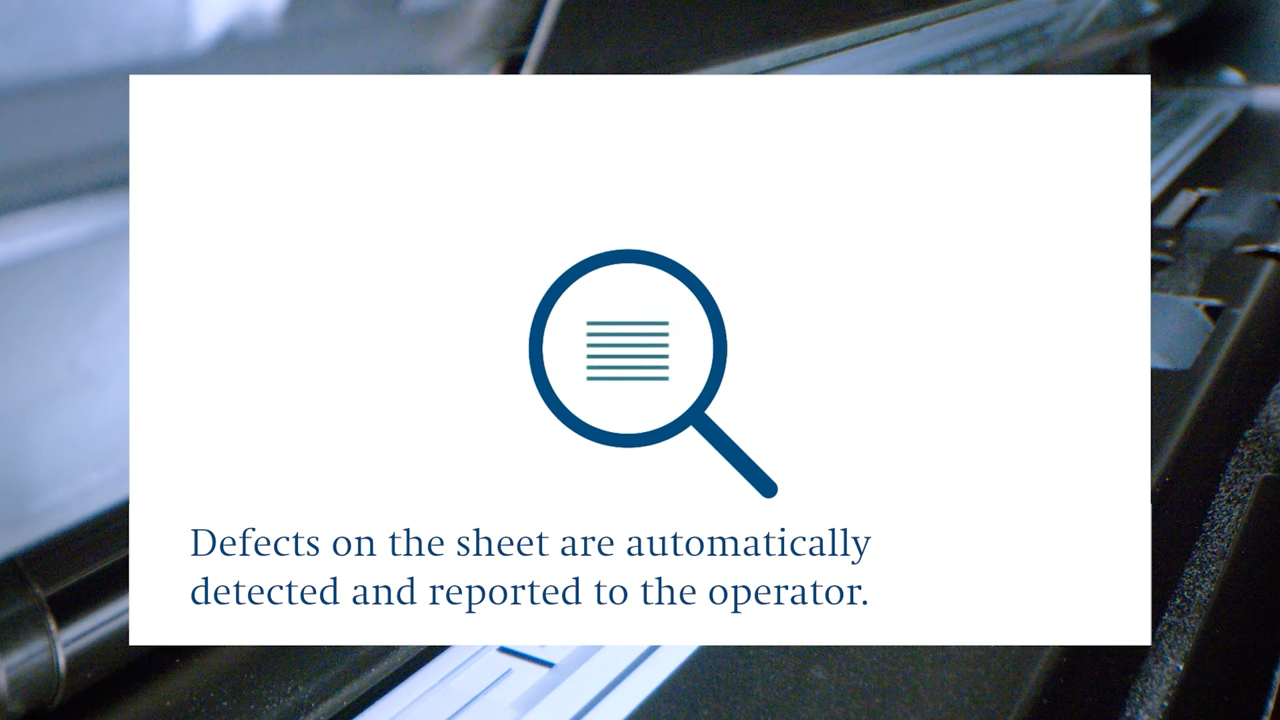 Defects on the sheet are automatically
detected and reported to the operator.